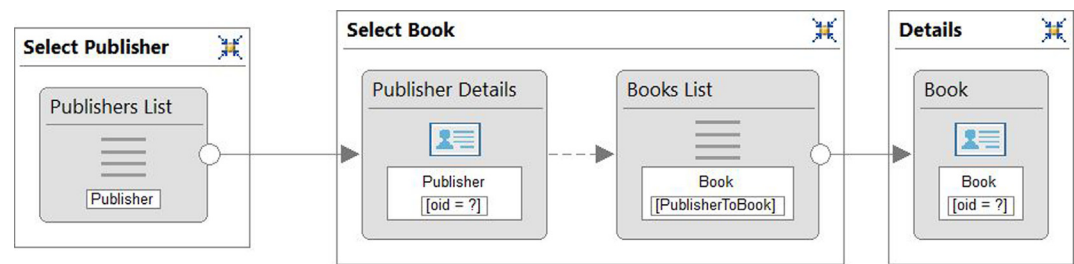 Select Publisher
Publishers List
Publisher
Select Book
Publisher Details
Publisher
[oid = ?]
Books List
Book
[PublisherToBook]
Details
Book
Book
[oid = ?]